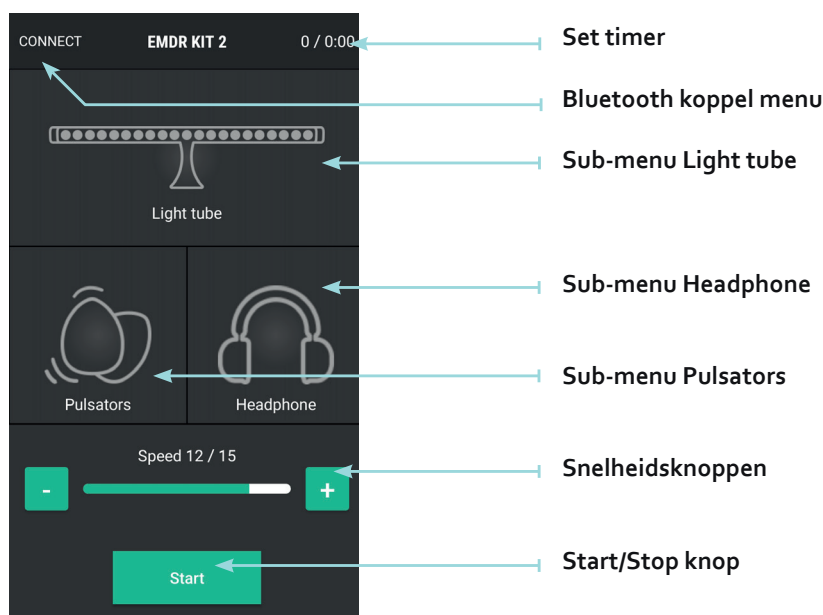 CONNECT EMDR KIT 2 0 / 0:00
Set timer
Bluetooth koppel menu
Sub-menu Light tube
Light tube
Sub-menu Headphone
Sub-menu Pulsators
Pulsators Headphone
Speed 12 / 15
Snelheidsknoppen
- +
Start/Stop knop
Start